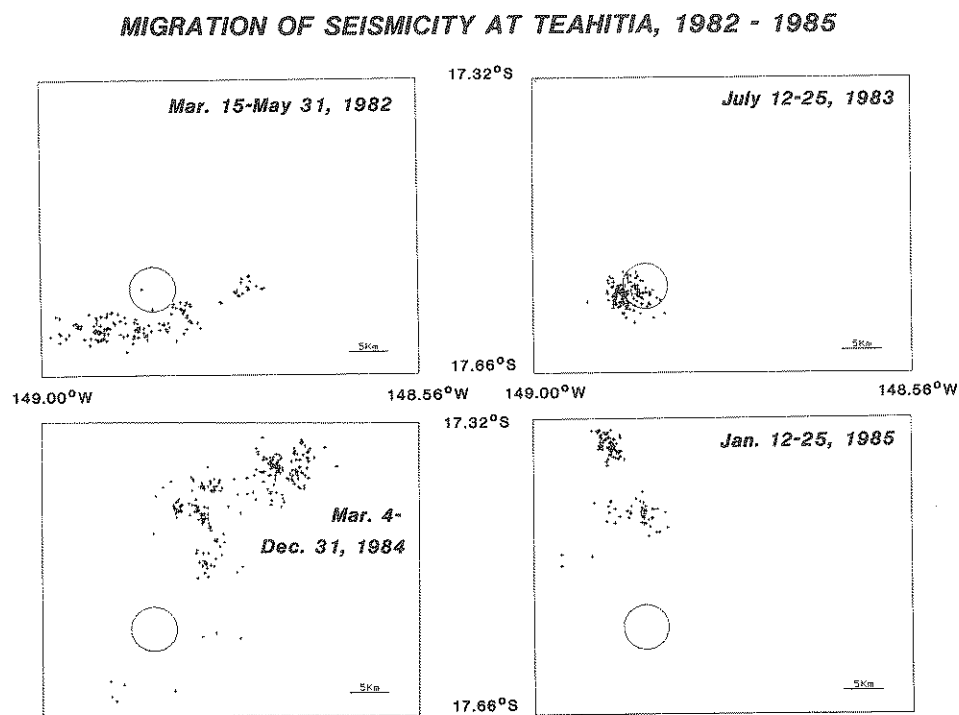 MIGRATION OF SEISMICITY AT TEAHITIA, 1982 - 1985
17.32°S
Mar. 15-May 31, 1982
July 12-25, 1983
5Km
5Km
17.66°S
149.00°W
148.56°W
149.00°W
148.56°W
17.32°S
Jan. 12-25, 1985
Mar. 4-
Dec. 31, 1984
5Km
5Km
17.66°S